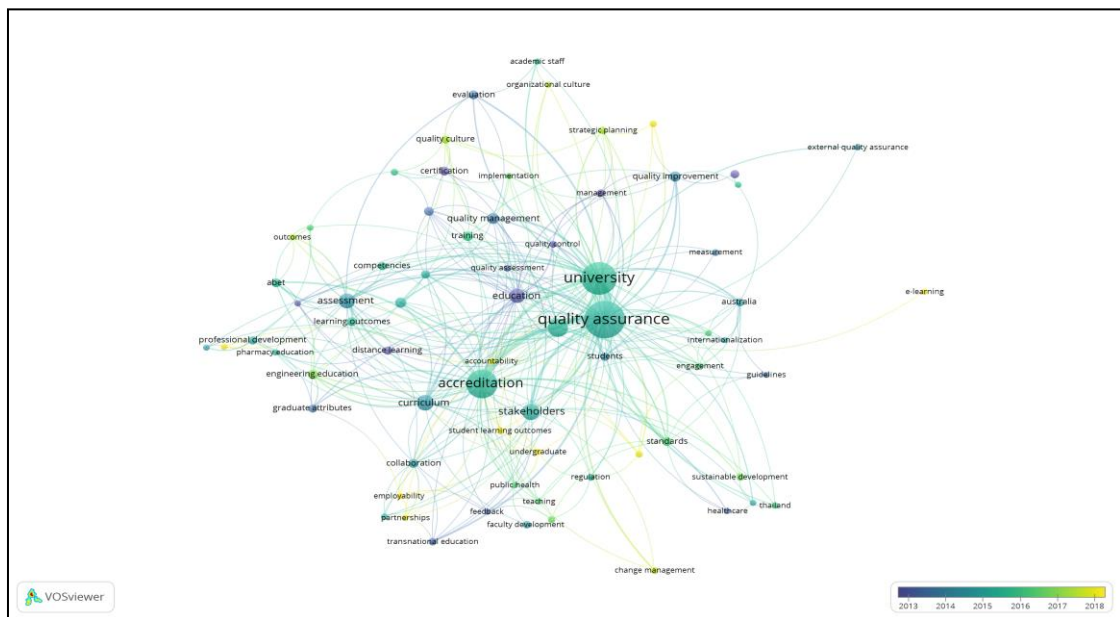 academic staff
organizational culture
evaluation
strategic planning
quality culture
external quality assurance
certification
implementation
quality improvement
management
quality management
training
outcomes
quality control
measurement
competencies
quality assessment
university
abet
education
e-learning
assessment
australia
learning outcomes
quality assurance
professional development
internationalization
pharmacy education
distance learning
students
accountability
engineering education
engagement
guidelines
accreditation
curriculum
graduate attributes
stakeholders
student learning outcomes
standards
undergraduate
collaboration
regulation
sustainable development
public health
employability
teaching
thailand
feedback
healthcare
partnerships
faculty development
transnational education
change management
VOSviewer
2013 2014 2015 2016 2017 2018